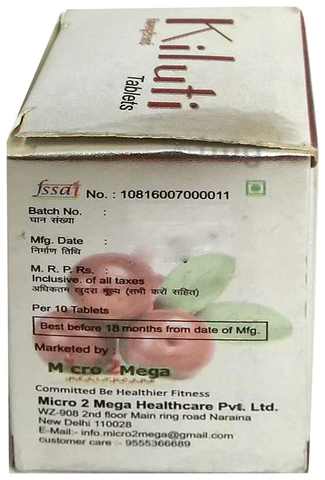 Kiluti
Tablets
fssai No. : 10816007000011
Batch No. :
घान संख्या
Mfg. Date :
निर्माण तिथि
M. R. P. Rs. :
Inclusive. of all taxes
अधिकतम खुदरा मूल्य (सभी करों सहित)
Per 10 Tablets
Best before 18 months from date of Mfg.
Marketed by :
Micro2Mega
HEALTHCARE
Committed Be Healthier Fitness
Micro 2 Mega Healthcare Pvt. Ltd.
WZ-908 2nd floor Main ring road Naraina
New Delhi 110028
E-Mail:- info.micro2mega@gmail.com
customer care :- 9555366689